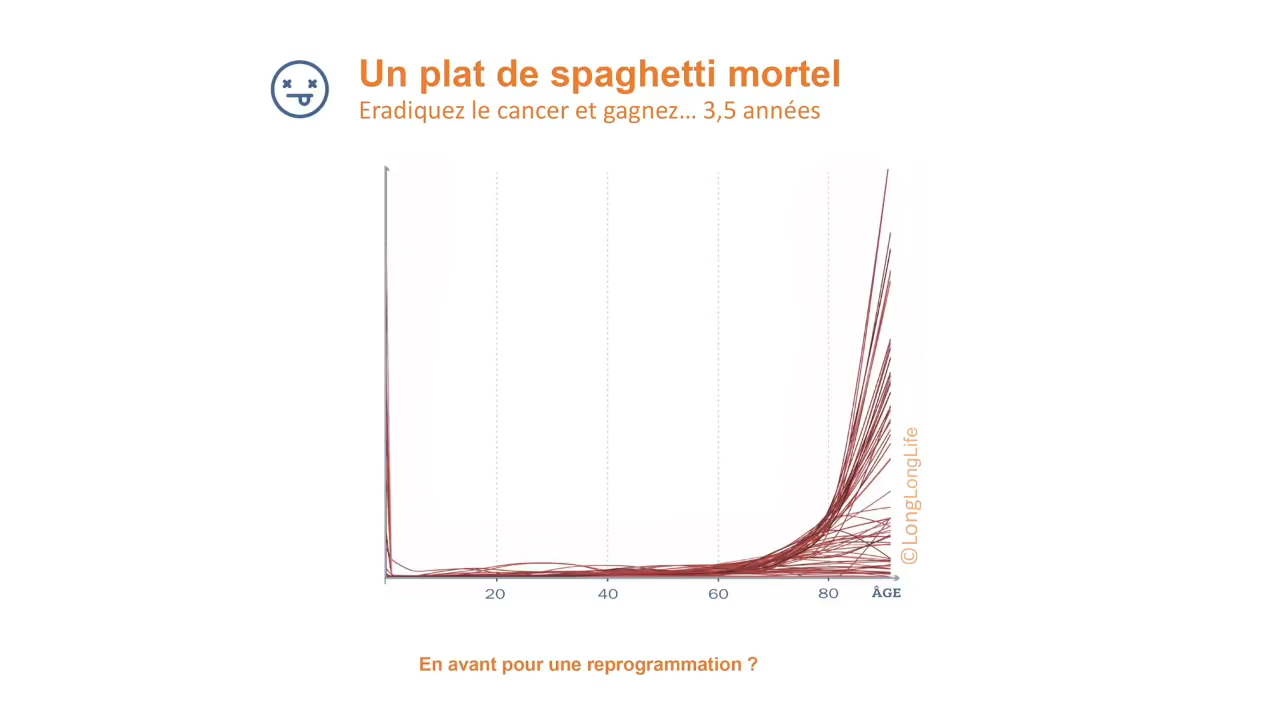 Un plat de spaghetti mortel
Eradiquez le cancer et gagnez... 3,5 années
©LongLongLife
20 40 60 80 ÂGE
En avant pour une reprogrammation ?